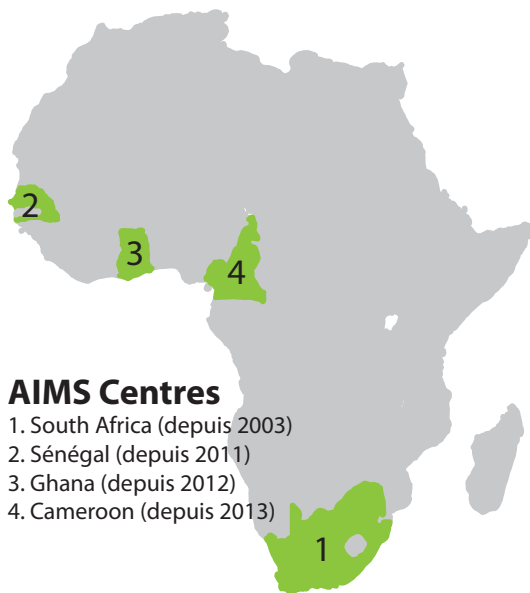 2
3
4
AIMS Centres
1. South Africa (depuis 2003)
2. Sénégal (depuis 2011)
3. Ghana (depuis 2012)
4. Cameroon (depuis 2013)
1